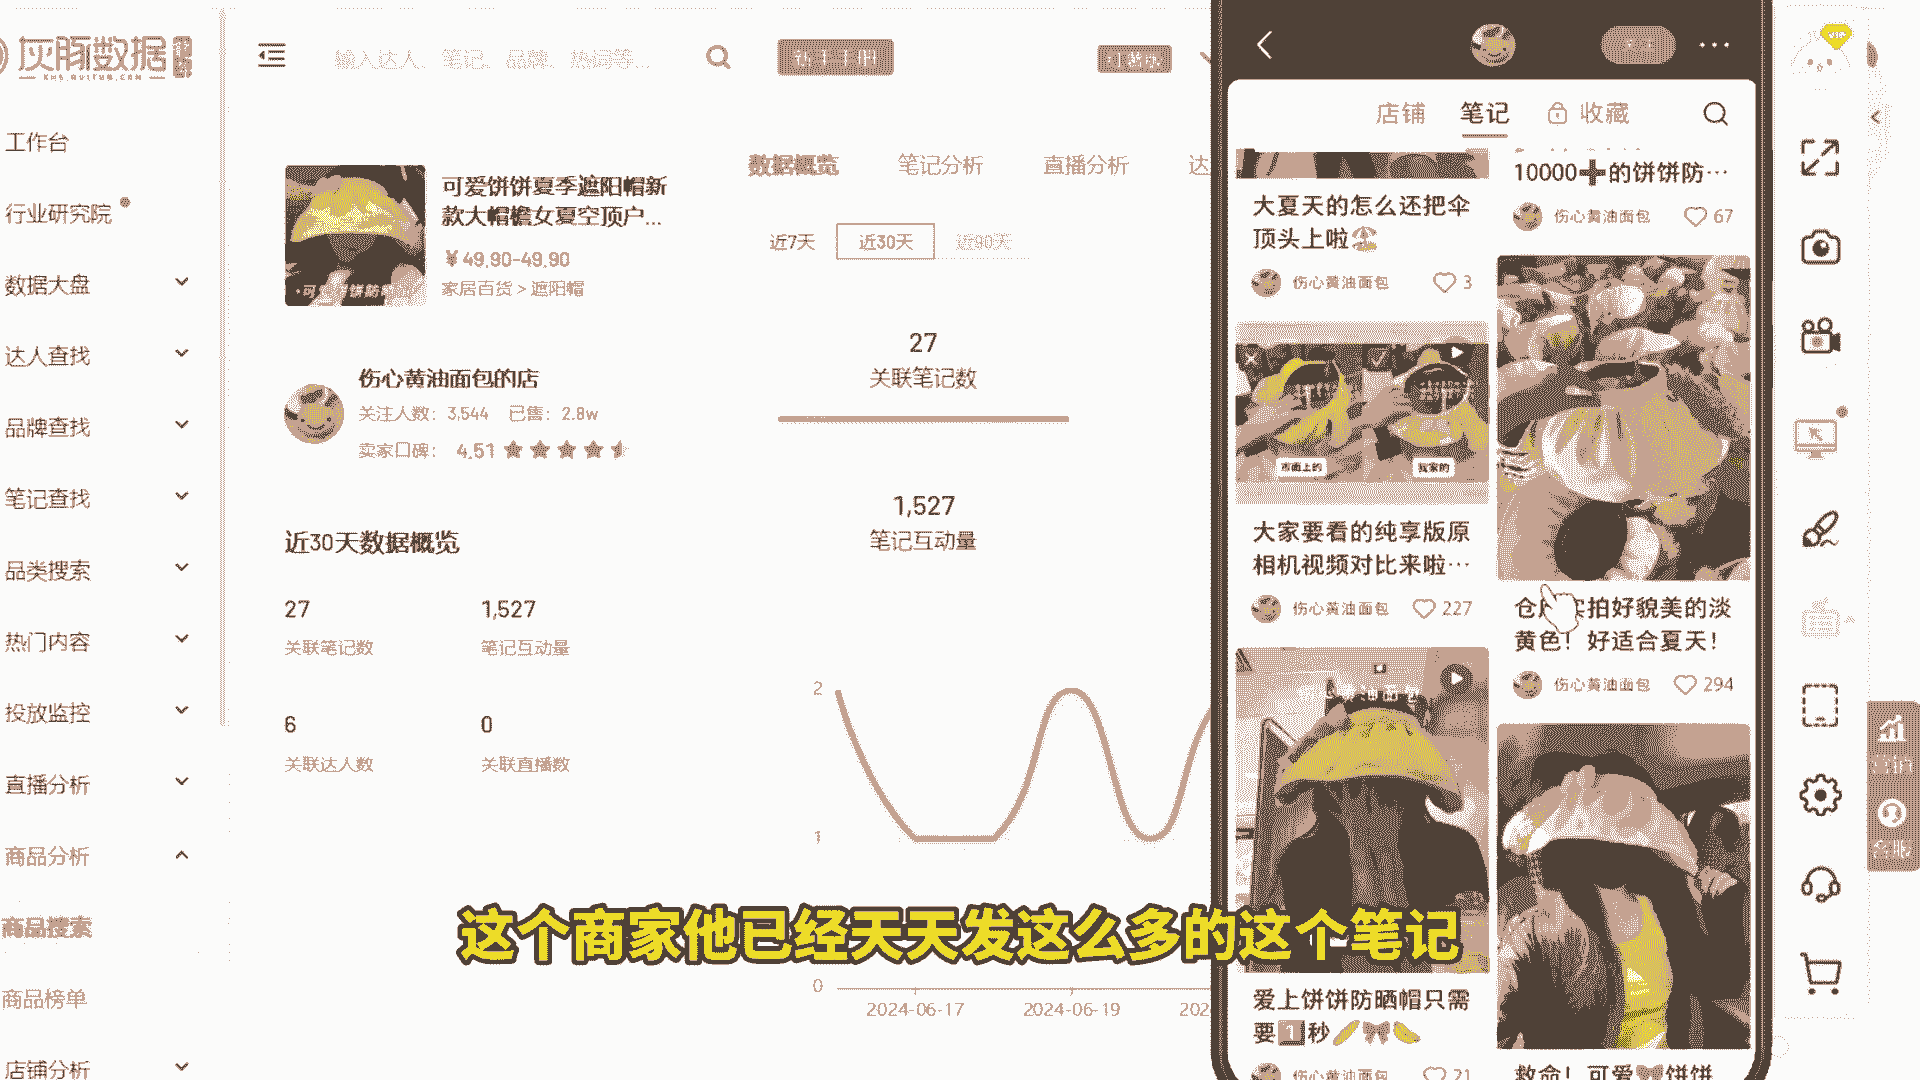 灰豚数据
XHS.HUITUN.COM
工作台
行业研究院
数据大盘
达人查找
品牌查找
笔记查找
品类搜索
热门内容
投放监控
直播分析
商品分析
商品搜索
商品榜单
店铺分析
输入达人、笔记、品牌、热词等...
可爱饼饼夏季遮阳帽新
款大帽檐女夏空顶户...
¥49.90-49.90
家居百货 > 遮阳帽
伤心黄油面包的店
关注人数： 3,544 已售： 2.8w
卖家口碑： 4.51
近30天数据概览
27
1,527
关联笔记数
笔记互动量
6
0
关联达人数
关联直播数
数据概览
笔记分析
直播分析
达
近7天
近30天
近90天
27
关联笔记数
1,527
笔记互动量
2
1
0
2024-06-17
2024-06-19
202
店铺
笔记
收藏
大夏天的怎么还把伞
顶头上啦⛱️
伤心黄油面包
3
市面上的
我家的
大家要看的纯享版原
相机视频对比来啦…
伤心黄油面包
227
爱上饼饼防晒帽只需
要1️⃣秒
伤心黄油面包
21
10000➕的饼饼防…
伤心黄油面包
67
拍好貌美的淡
黄色！好适合夏天！
伤心黄油面包
294
救命！可爱🎀饼饼
这个商家他已经天天发这么多的这个笔记
VIP